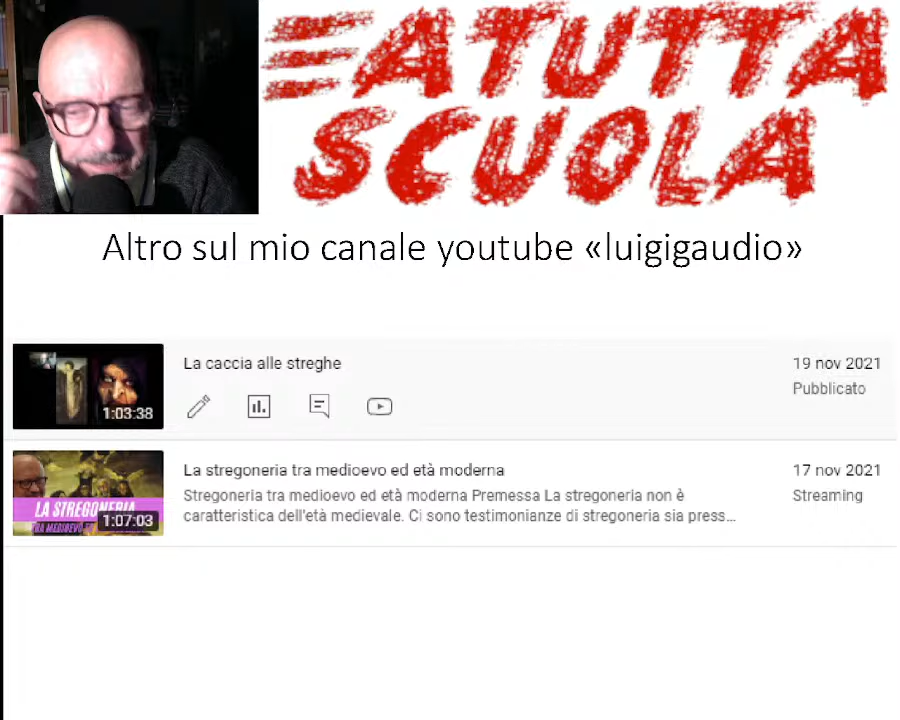 ATUTTA
SCUOLA
Altro sul mio canale youtube «luigigaudio»
La caccia alle streghe
19 nov 2021
Pubblicato
1:03:38
La stregoneria tra medioevo ed età moderna
17 nov 2021
Stregoneria tra medioevo ed età moderna Premessa La stregoneria non è
Streaming
caratteristica dell'età medievale. Ci sono testimonianze di stregoneria sia press...
LA STREGONERIA
1:07:03
TRA MEDIOEVO